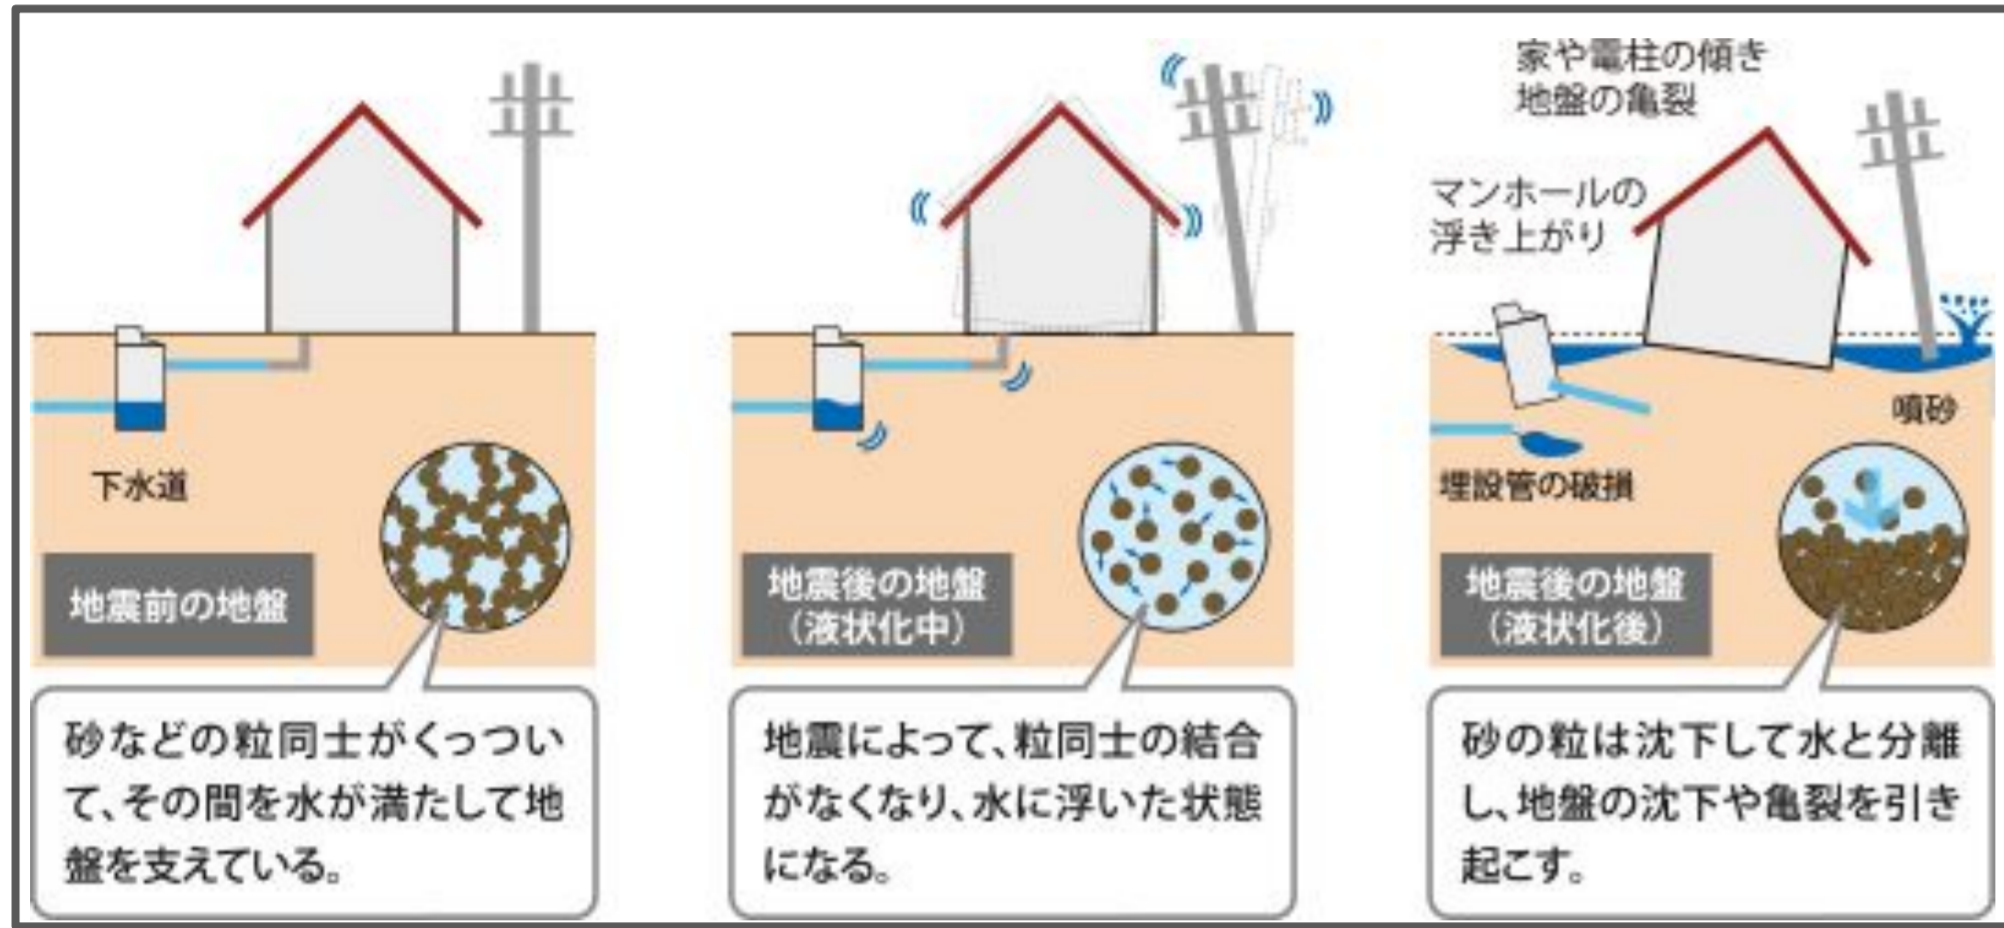 下水道
地震前の地盤
砂などの粒同士がくっつい
て、その間を水が満たして地
盤を支えている。
地震後の地盤
(液状化中)
地震によって、粒同士の結合
がなくなり、水に浮いた状態
になる。
家や電柱の傾き
地盤の亀裂
マンホールの
浮き上がり
噴砂
埋設管の破損
地震後の地盤
(液状化後)
砂の粒は沈下して水と分離
し、地盤の沈下や亀裂を引き
起こす。